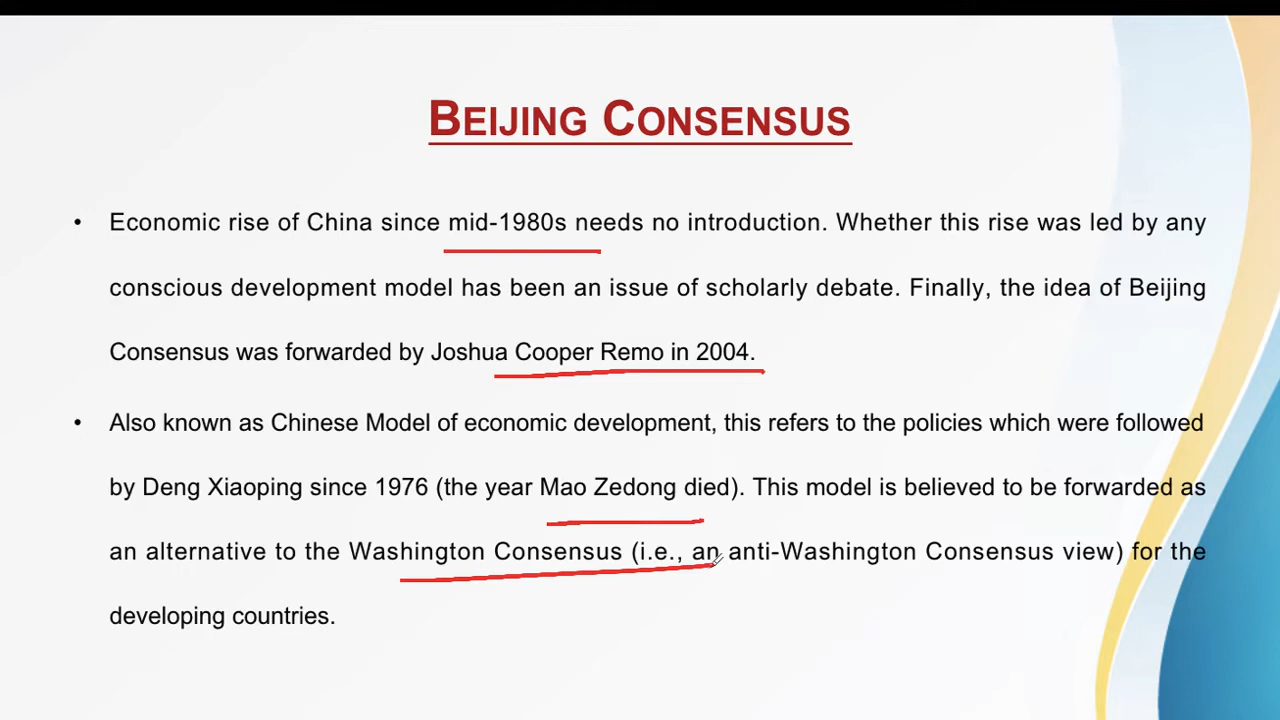 BEIJING CONSENSUS
• Economic rise of China since mid-1980s needs no introduction. Whether this rise was led by any
conscious development model has been an issue of scholarly debate. Finally, the idea of Beijing
Consensus was forwarded by Joshua Cooper Remo in 2004.
• Also known as Chinese Model of economic development, this refers to the policies which were followed
by Deng Xiaoping since 1976 (the year Mao Zedong died). This model is believed to be forwarded as
an alternative to the Washington Consensus (i.e., an anti-Washington Consensus view) for the
developing countries.